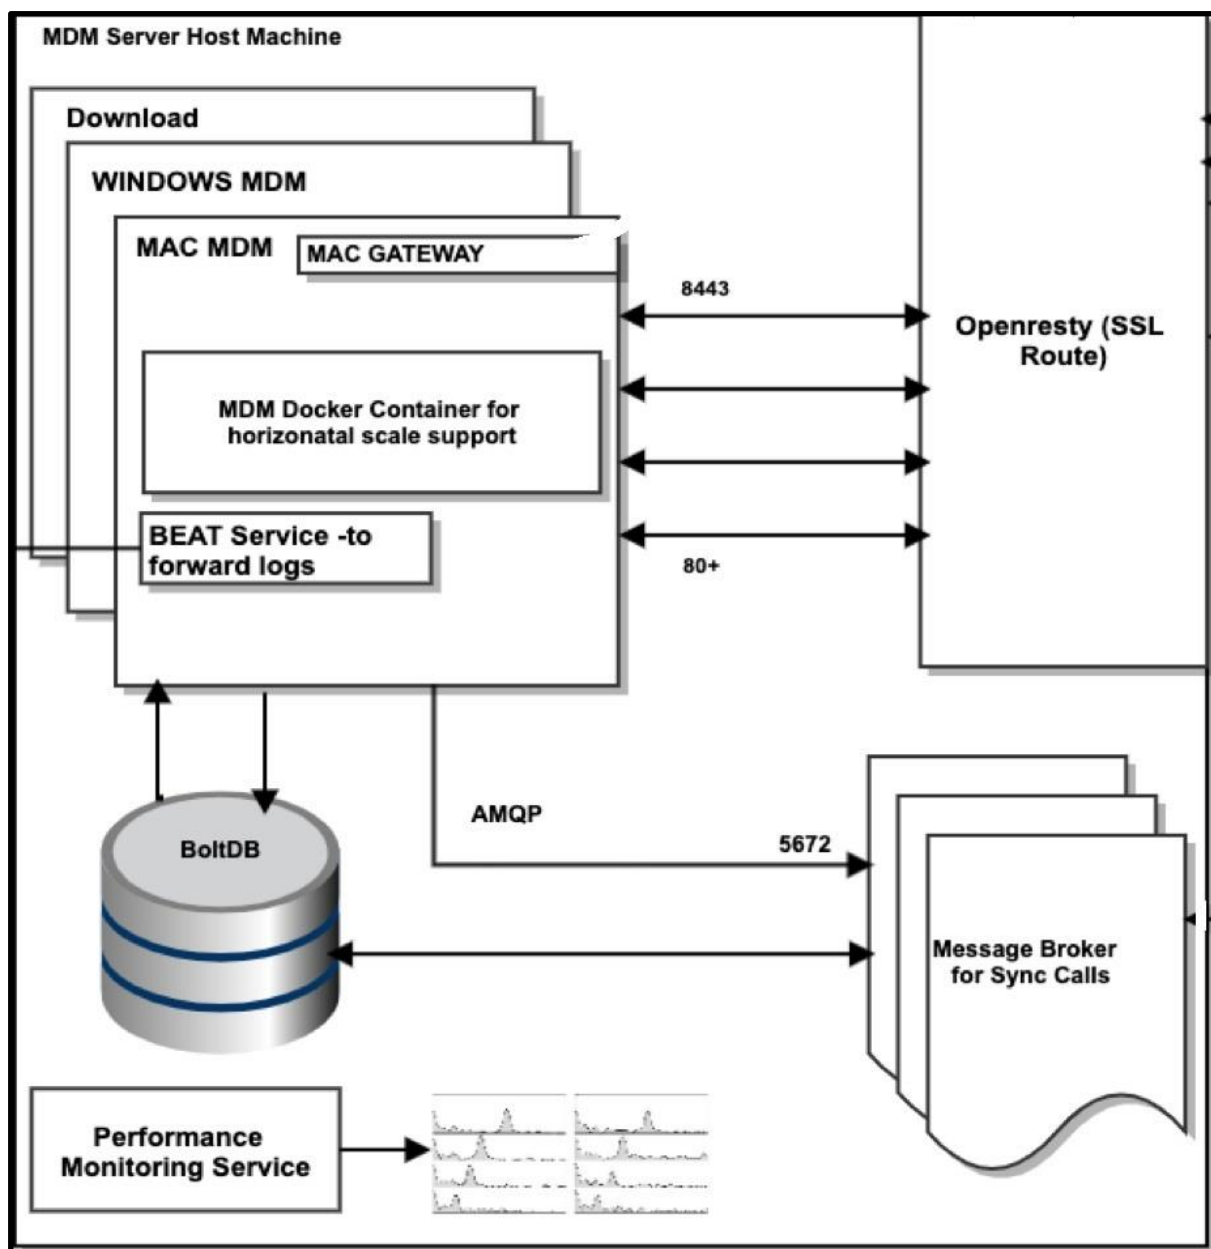 MDM Server Host Machine
Download
WINDOWS MDM
MAC MDM
MAC GATEWAY
8443
Openresty (SSL
Route)
MDM Docker Container for
horizonatal scale support
BEAT Service -to
forward logs
80+
AMQP
5672
BoltDB
Message Broker
for Sync Calls
Performance
Monitoring Service